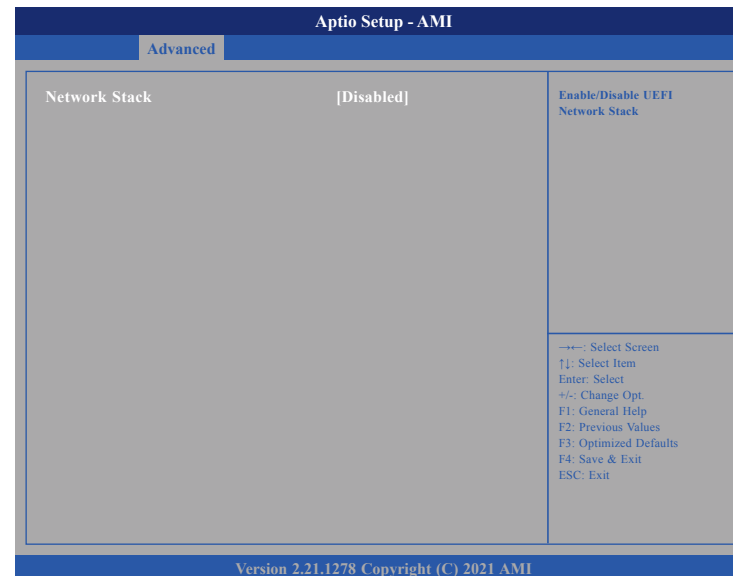 Aptio Setup - AMI
Advanced
Network Stack [Disabled]
Enable/Disable UEFI
Network Stack
→←: Select Screen
↑↓: Select Item
Enter: Select
+/-: Change Opt.
F1: General Help
F2: Previous Values
F3: Optimized Defaults
F4: Save & Exit
ESC: Exit
Version 2.21.1278 Copyright (C) 2021 AMI